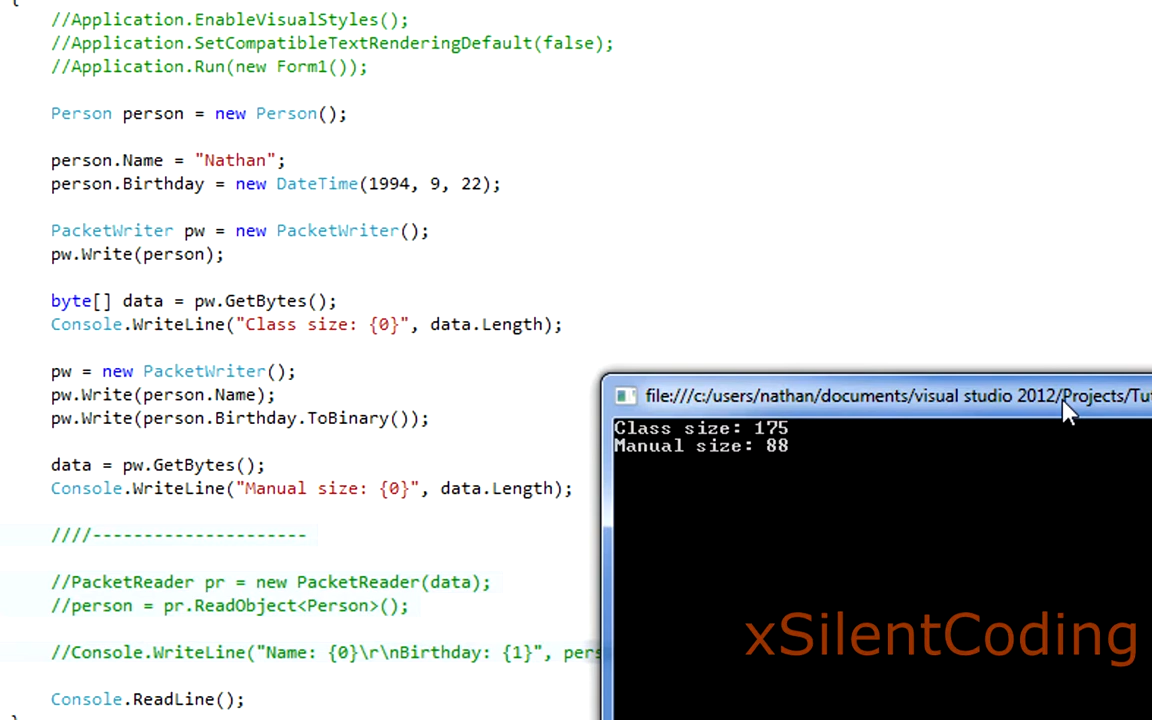 {
//Application.EnableVisualStyles();
//Application.SetCompatibleTextRenderingDefault(false);
//Application.Run(new Form1());
Person person = new Person();
person.Name = "Nathan";
person.Birthday = new DateTime(1994, 9, 22);
PacketWriter pw = new PacketWriter();
pw.Write(person);
byte[] data = pw.GetBytes();
Console.WriteLine("Class size: {0}", data.Length);
pw = new PacketWriter();
pw.Write(person.Name);
pw.Write(person.Birthday.ToBinary());
data = pw.GetBytes();
Console.WriteLine("Manual size: {0}", data.Length);
////---------------------
//PacketReader pr = new PacketReader(data);
//person = pr.ReadObject<Person>();
//Console.WriteLine("Name: {0}\r\nBirthday: {1}", pers
Console.ReadLine();
file:///c:/users/nathan/documents/visual studio 2012/Projects/Tut
Class size: 175
Manual size: 88
xSilentCoding